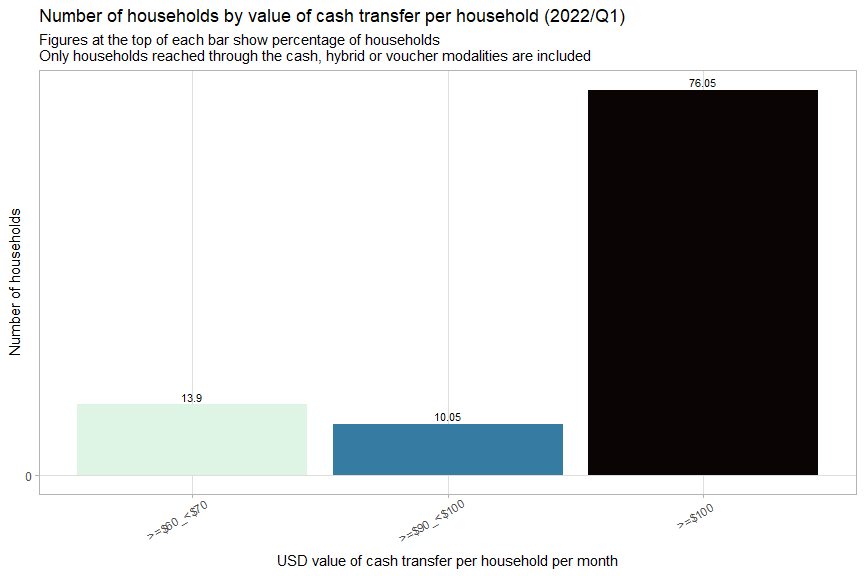 Number of households by value of cash transfer per household (2022/Q1)
Figures at the top of each bar show percentage of households
Only households reached through the cash, hybrid or voucher modalities are included
76.05
13.9
10.05
Number of households
0
>=$60_<$70
>=$90_<$100
>=$100
USD value of cash transfer per household per month